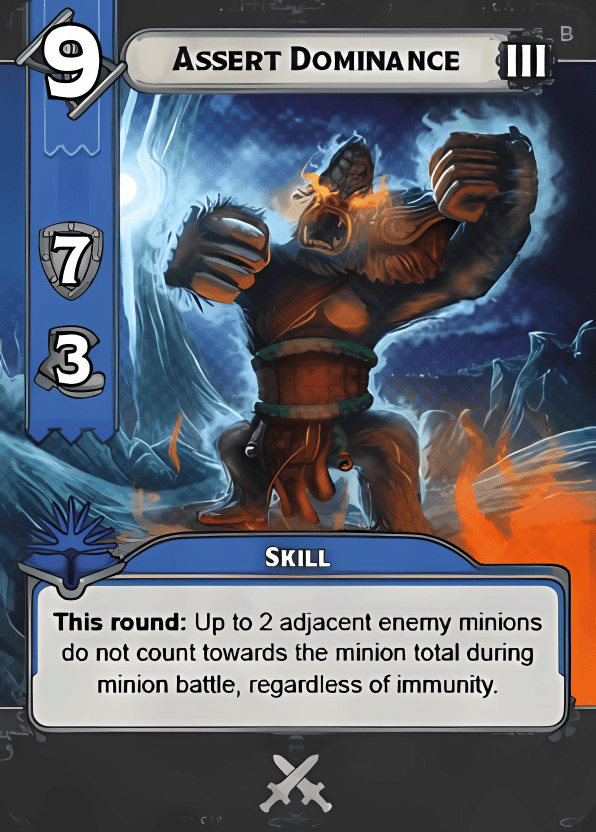 9
ASSERT DOMINANCE
III
B
7
3
SKILL
This round: Up to 2 adjacent enemy minions
do not count towards the minion total during
minion battle, regardless of immunity.